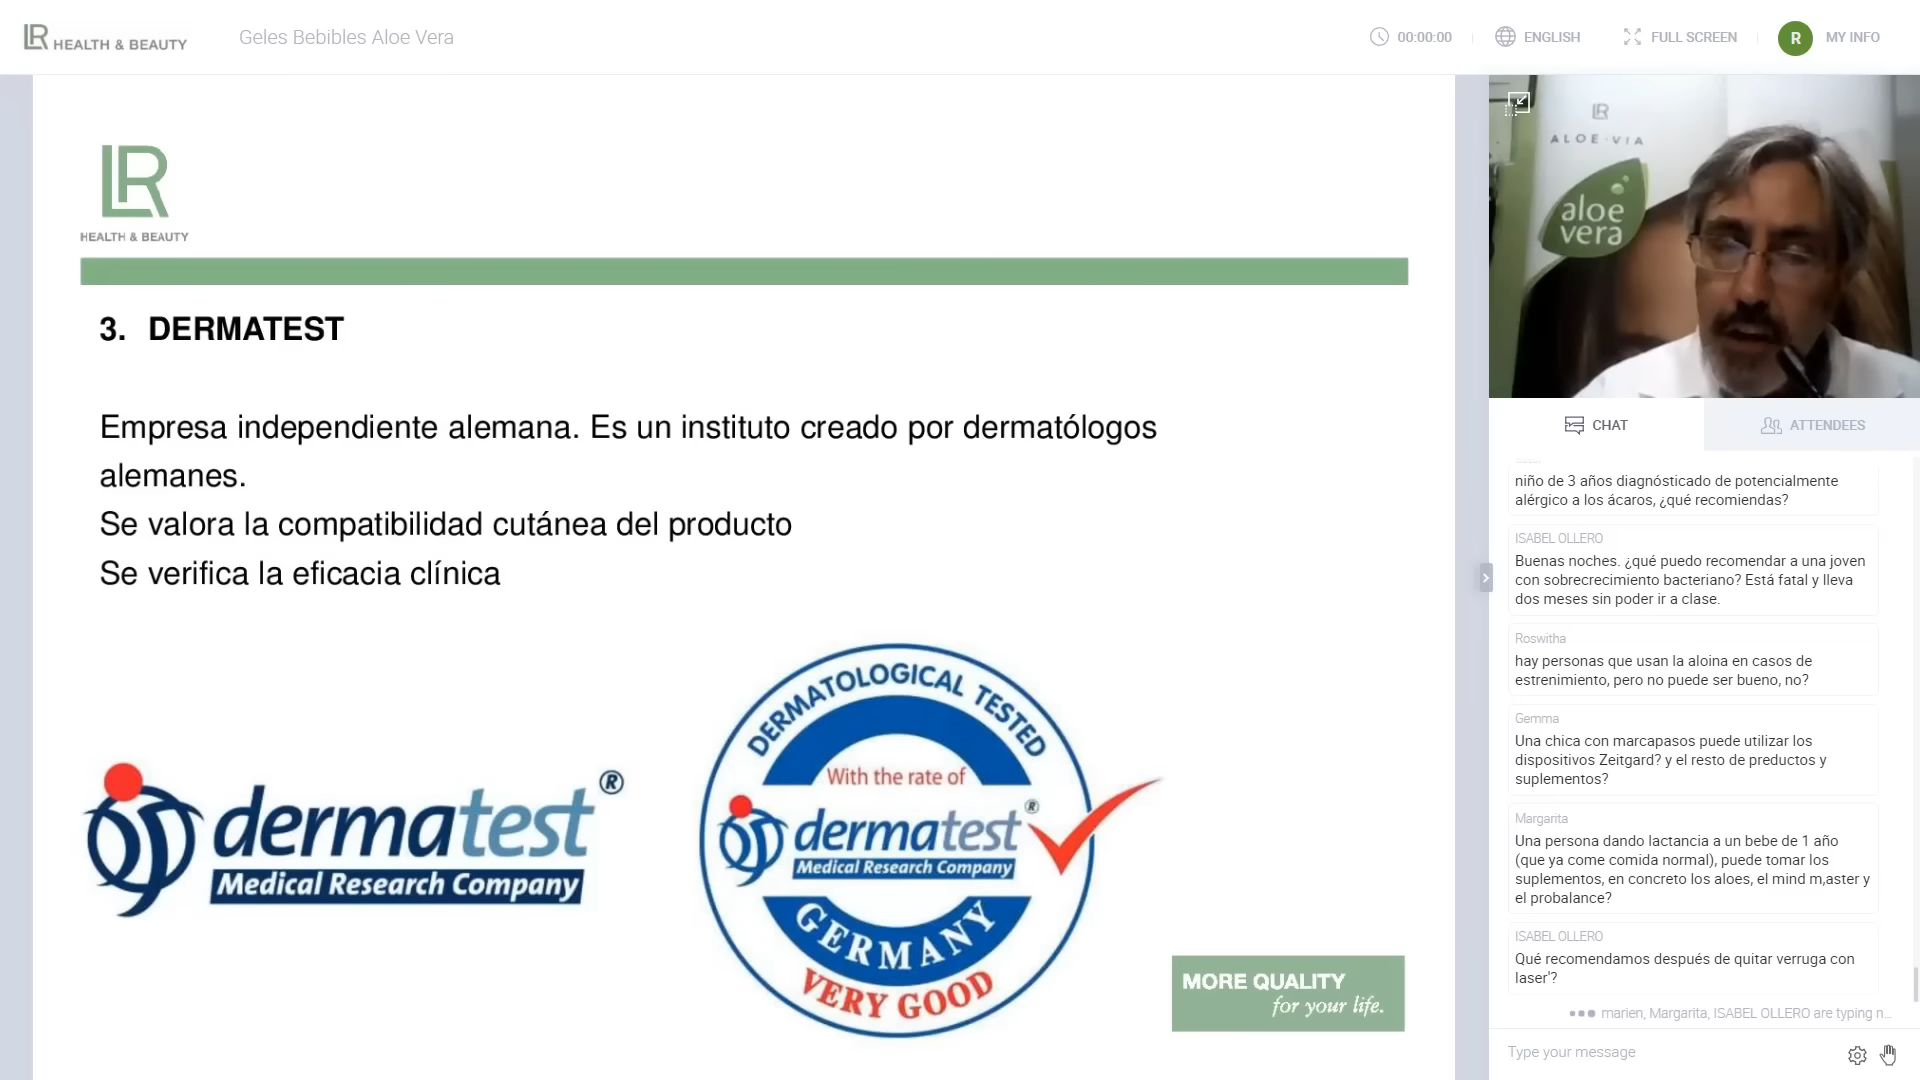 LR HEALTH & BEAUTY
Geles Bebibles Aloe Vera
00:00:00
ENGLISH
FULL SCREEN
R
MY INFO
LR
HEALTH & BEAUTY
3. DERMATEST
Empresa independiente alemana. Es un instituto creado por dermatólogos
alemanes.
Se valora la compatibilidad cutánea del producto
Se verifica la eficacia clínica
dermatest®
Medical Research Company
DERMATOLOGICAL TESTED
With the rate of
dermatest®
Medical Research Company
GERMANY
VERY GOOD
MORE QUALITY
for your life.
LR
ALOE·VIA
aloe
vera
CHAT
ATTENDEES
niño de 3 años diagnósticado de potencialmente
alérgico a los ácaros, ¿qué recomiendas?
ISABEL OLLERO
Buenas noches. ¿qué puedo recomendar a una joven
con sobrecrecimiento bacteriano? Está fatal y lleva
dos meses sin poder ir a clase.
Roswitha
hay personas que usan la aloina en casos de
estrenimiento, pero no puede ser bueno, no?
Gemma
Una chica con marcapasos puede utilizar los
dispositivos Zeitgard? y el resto de preductos y
suplementos?
Margarita
Una persona dando lactancia a un bebe de 1 año
(que ya come comida normal), puede tomar los
suplementos, en concreto los aloes, el mind m,aster y
el probalance?
ISABEL OLLERO
Qué recomendamos después de quitar verruga con
laser'?
marien, Margarita, ISABEL OLLERO are typing n...
Type your message